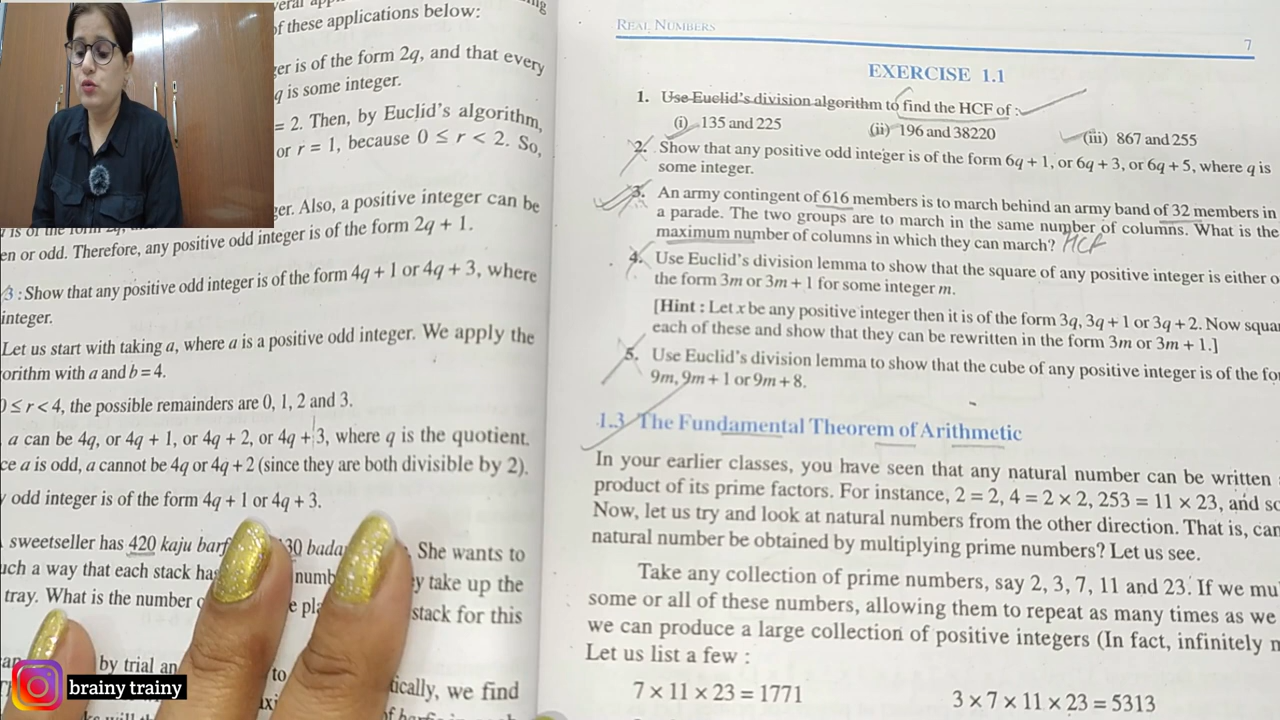 of these applications below:
ger is of the form 2q, and that every
q is some integer.
= 2. Then, by Euclid's algorithm,
or r = 1, because 0 ≤ r < 2. So,
ger. Also, a positive integer can be
en or odd. Therefore, any positive odd integer is of the form 2q + 1.
3 : Show that any positive odd integer is of the form 4q + 1 or 4q + 3, where
integer.
Let us start with taking a, where a is a positive odd integer. We apply the
orithm with a and b = 4.
0 ≤ r < 4, the possible remainders are 0, 1, 2 and 3.
a can be 4q, or 4q + 1, or 4q + 2, or 4q + 3, where q is the quotient.
ce a is odd, a cannot be 4q or 4q + 2 (since they are both divisible by 2).
odd integer is of the form 4q + 1 or 4q + 3.
sweetseller has 420 kaju barf 30 bada She wants to
uch a way that each stack has numb y take up the
tray. What is the number stack for this
by trial an to tically, we find
brainy trainy
REAL NUMBERS 7
EXERCISE 1.1
1. Use Euclid's division algorithm to find the HCF of :
(i) 135 and 225 (ii) 196 and 38220 (iii) 867 and 255
2. Show that any positive odd integer is of the form 6q + 1, or 6q + 3, or 6q + 5, where q is
some integer.
3. An army contingent of 616 members is to march behind an army band of 32 members in
a parade. The two groups are to march in the same number of columns. What is the
maximum number of columns in which they can march? HCF
4. Use Euclid's division lemma to show that the square of any positive integer is either o
the form 3m or 3m + 1 for some integer m.
[Hint : Let x be any positive integer then it is of the form 3q, 3q + 1 or 3q + 2. Now squa
each of these and show that they can be rewritten in the form 3m or 3m + 1.]
5. Use Euclid's division lemma to show that the cube of any positive integer is of the fo
9m, 9m + 1 or 9m + 8.
1.3 The Fundamental Theorem of Arithmetic
In your earlier classes, you have seen that any natural number can be written
product of its prime factors. For instance, 2 = 2, 4 = 2 × 2, 253 = 11 × 23, and so
Now, let us try and look at natural numbers from the other direction. That is, can
natural number be obtained by multiplying prime numbers? Let us see.
Take any collection of prime numbers, say 2, 3, 7, 11 and 23. If we mu
some or all of these numbers, allowing them to repeat as many times as we
we can produce a large collection of positive integers (In fact, infinitely
Let us list a few :
7 × 11 × 23 = 1771 3 × 7 × 11 × 23 = 5313